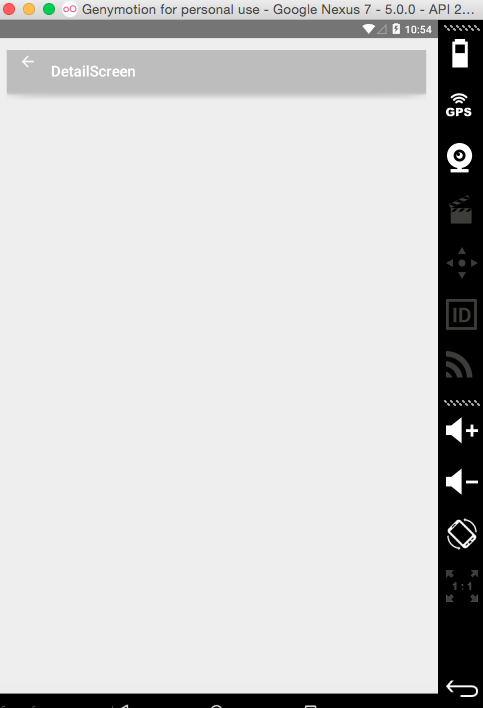 Genymotion for personal use - Google Nexus 7 - 5.0.0 - API 2...
10:54
DetailScreen
GPS
ID
1:1